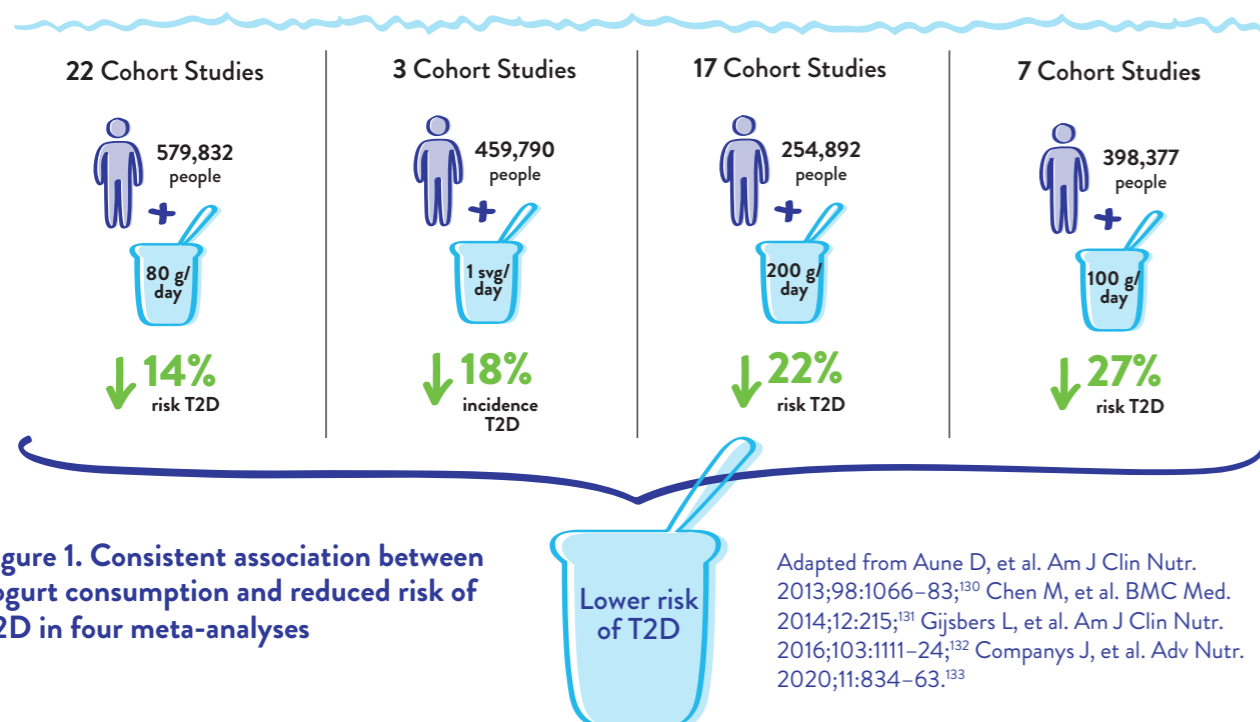 22 Cohort Studies
579,832
people
80 g/
day
14%
risk T2D
3 Cohort Studies
459,790
people
1 svg/
day
18%
incidence
T2D
17 Cohort Studies
254,892
people
200 g/
day
22%
risk T2D
7 Cohort Studies
398,377
people
100 g/
day
27%
risk T2D
igure 1. Consistent association between
ogurt consumption and reduced risk of
2D in four meta-analyses
Lower risk
of T2D
Adapted from Aune D, et al. Am J Clin Nutr.
2013;98:1066–83;¹³⁰ Chen M, et al. BMC Med.
2014;12:215;¹³¹ Gijsbers L, et al. Am J Clin Nutr.
2016;103:1111–24;¹³² Companys J, et al. Adv Nutr.
2020;11:834–63.¹³³